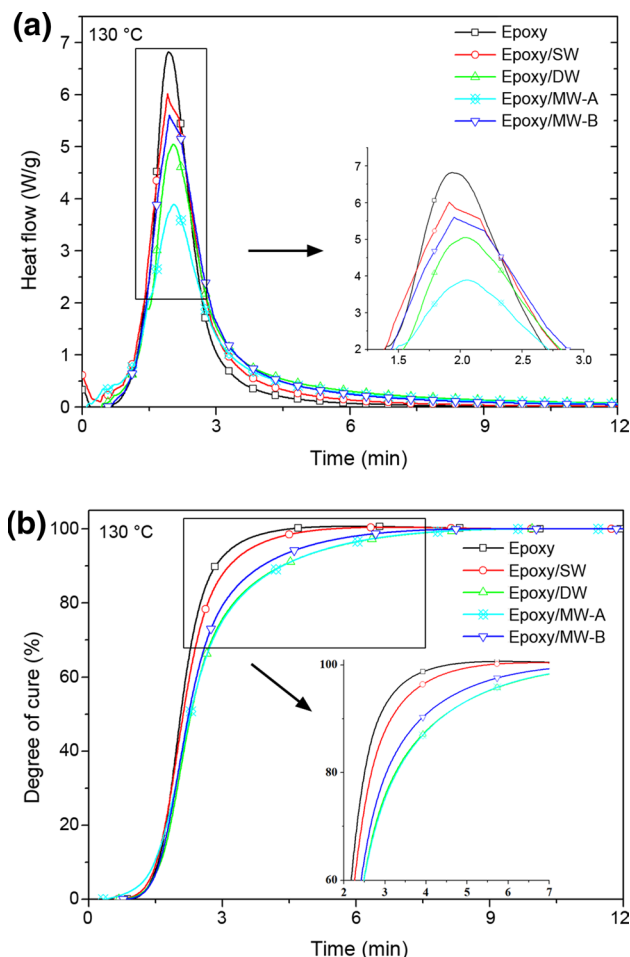 (a)
130 °C
Epoxy
Epoxy/SW
Epoxy/DW
Epoxy/MW-A
Epoxy/MW-B
Heat flow (W/g)
7
6
5
4
3
2
1
0
0 3 6 9 12
Time (min)
7
6
5
4
3
2
1.5 2.0 2.5 3.0
(b)
130 °C
Epoxy
Epoxy/SW
Epoxy/DW
Epoxy/MW-A
Epoxy/MW-B
Degree of cure (%)
100
80
60
40
20
0
0 3 6 9 12
Time (min)
100
80
60
2 3 4 5 6 7